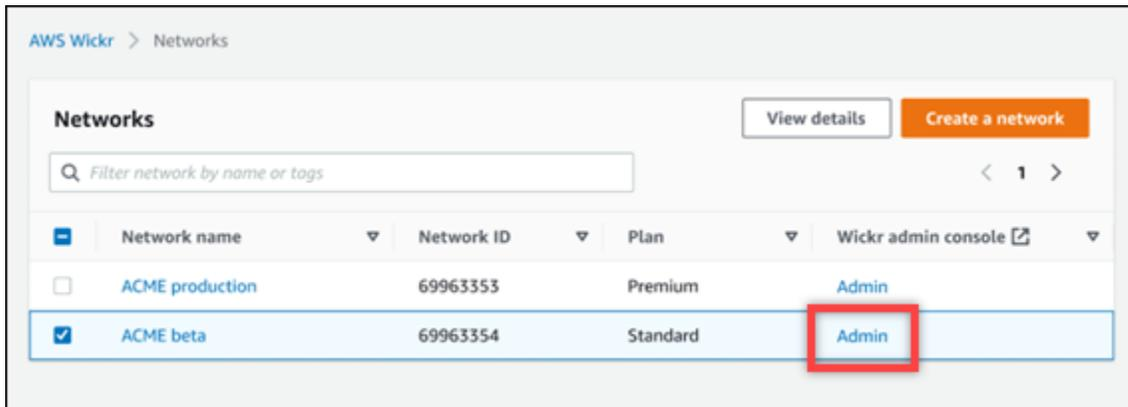 AWS Wickr > Networks
Networks
View details
Create a network
Filter network by name or tags
< 1 >
Network name Network ID Plan Wickr admin console
ACME production 69963353 Premium Admin
ACME beta 69963354 Standard Admin